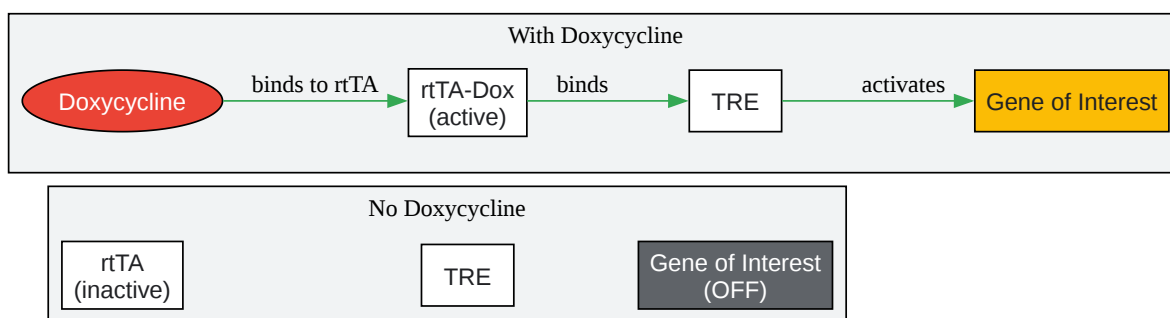 With Doxycycline
Doxycycline
binds to rtTA
rtTA-Dox
(active)
binds
TRE
activates
Gene of Interest
No Doxycycline
rtTA
(inactive)
TRE
Gene of Interest
(OFF)